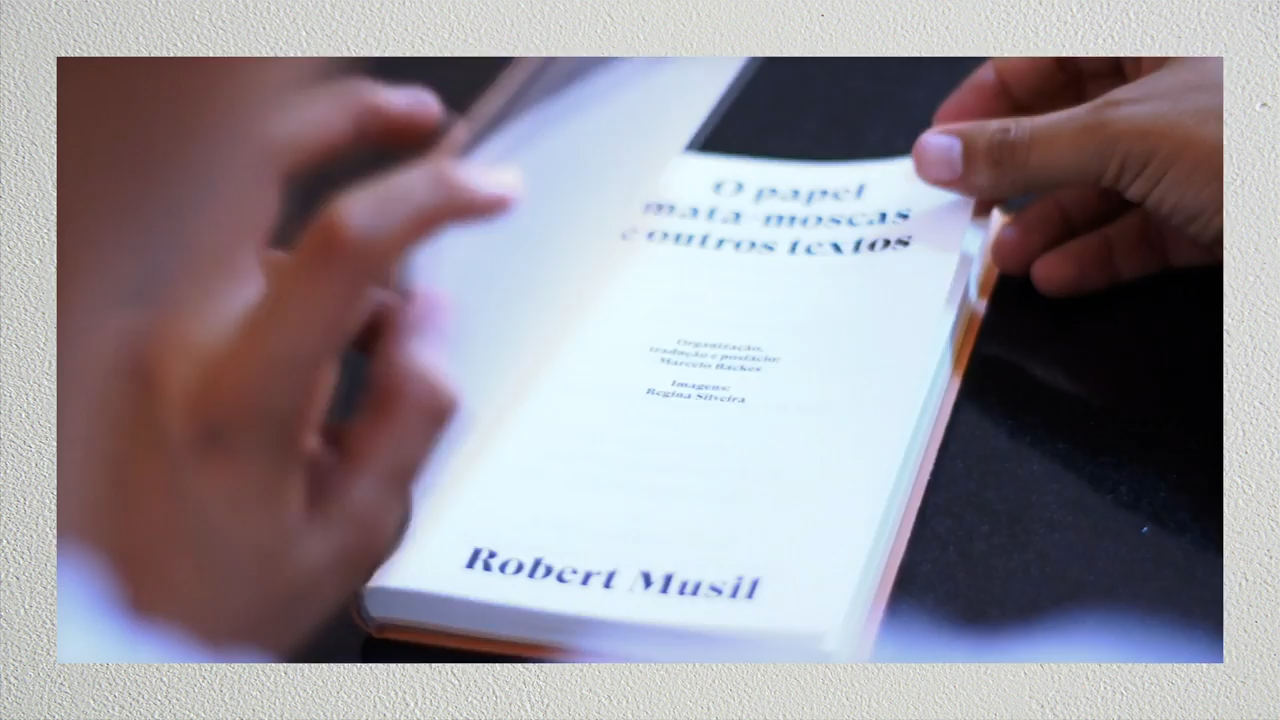 O papel
mata-moscas
e outros textos
Organização,
tradução e posfácio:
Marcelo Backes
Imagens:
Regina Silveira
Robert Musil